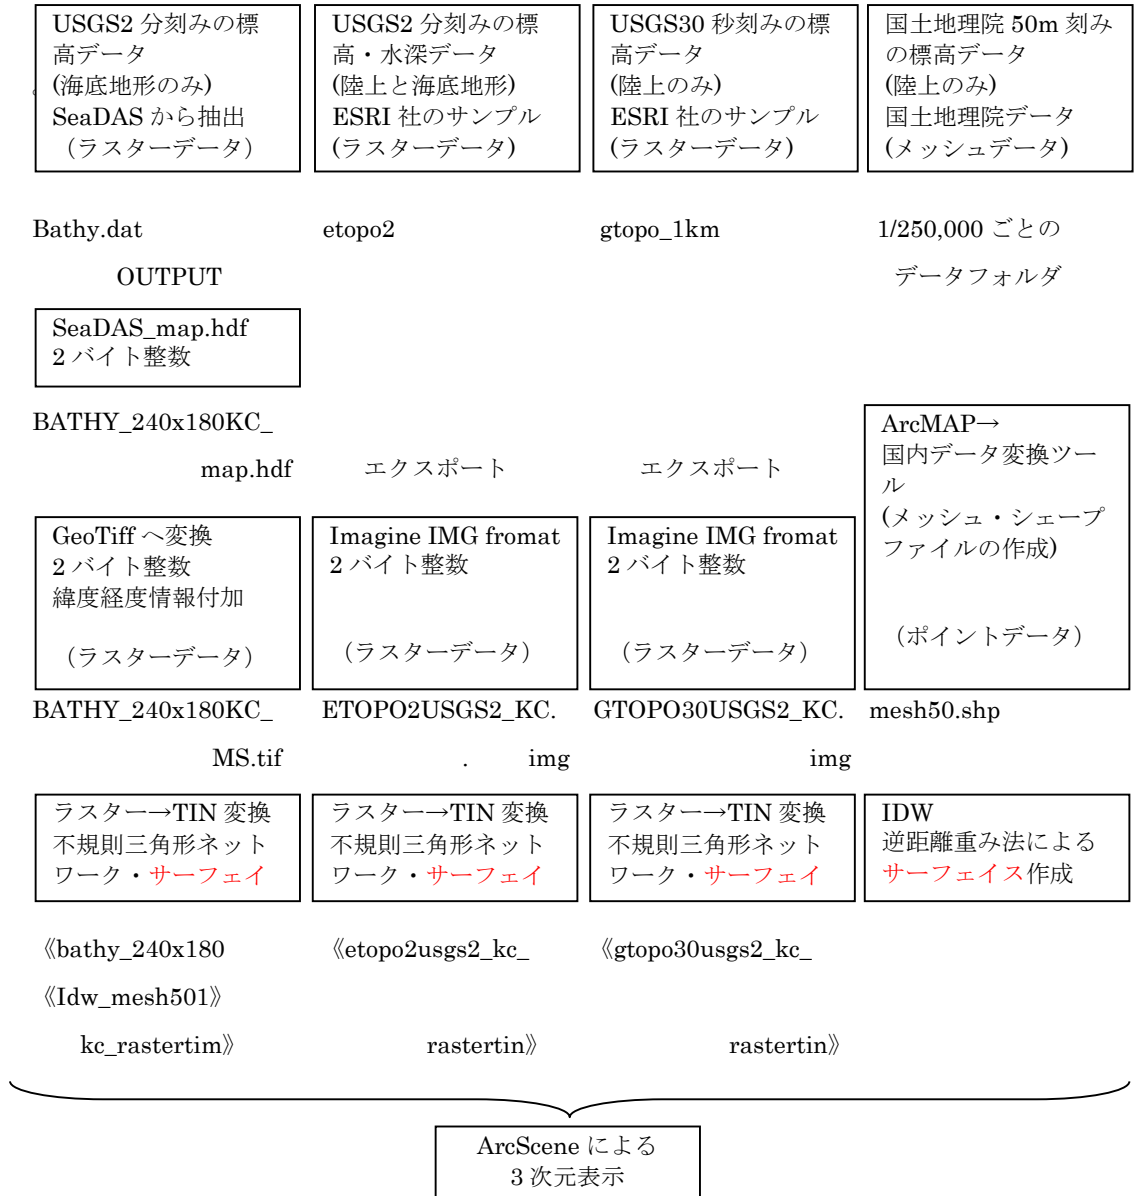 USGS2 分刻みの標
高データ
(海底地形のみ)
SeaDAS から抽出
（ラスターデータ）
USGS2 分刻みの標
高・水深データ
(陸上と海底地形)
ESRI 社のサンプル
(ラスターデータ)
USGS30 秒刻みの標
高データ
(陸上のみ)
ESRI 社のサンプル
(ラスターデータ)
国土地理院 50m 刻み
の標高データ
(陸上のみ)
国土地理院データ
(メッシュデータ)
。
Bathy.dat
etopo2
gtopo_1km
1/250,000 ごとの
OUTPUT
データフォルダ
SeaDAS_map.hdf
2 バイト整数
BATHY_240x180KC_
map.hdf
エクスポート
エクスポート
ArcMAP→
国内データ変換ツー
ル
(メッシュ・シェープ
ファイルの作成)
（ポイントデータ）
GeoTiff へ変換
2 バイト整数
緯度経度情報付加
（ラスターデータ）
Imagine IMG fromat
2 バイト整数
（ラスターデータ）
Imagine IMG fromat
2 バイト整数
（ラスターデータ）
BATHY_240x180KC_
ETOPO2USGS2_KC.
GTOPO30USGS2_KC.
mesh50.shp
MS.tif
. img
img
ラスター→TIN 変換
不規則三角形ネット
ワーク・サーフェイ
ラスター→TIN 変換
不規則三角形ネット
ワーク・サーフェイ
ラスター→TIN 変換
不規則三角形ネット
ワーク・サーフェイ
IDW
逆距離重み法による
サーフェイス作成
《bathy_240x180
《etopo2usgs2_kc_
《gtopo30usgs2_kc_
《Idw_mesh501》
kc_rastertim》
rastertin》
rastertin》
ArcScene による
3 次元表示